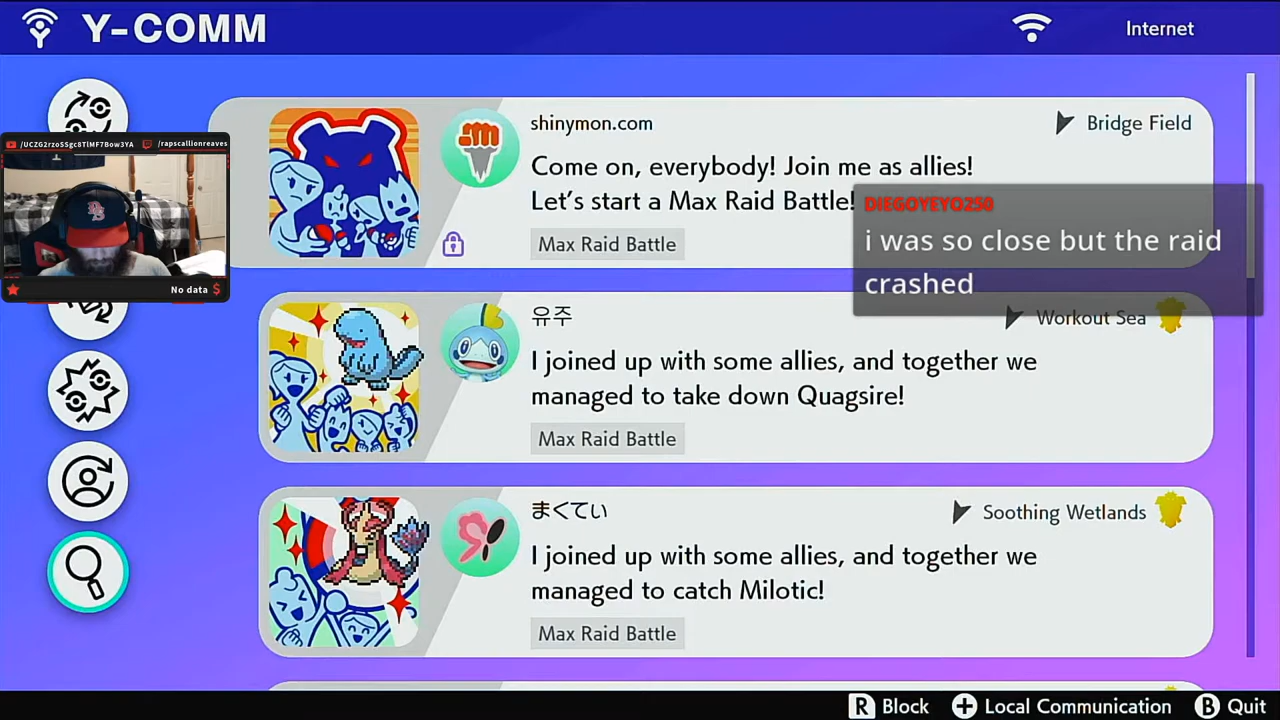 Y-COMM
Internet
/UCZG2rzoSSgc8TlMF7Bow3YA
/rapscallionreaves
No data $
shinymon.com
Bridge Field
Come on, everybody! Join me as allies!
Let's start a Max Raid Battle!
Max Raid Battle
DIEGOYEYO250
i was so close but the raid
crashed
유주
Workout Sea
I joined up with some allies, and together we
managed to take down Quagsire!
Max Raid Battle
まくてい
Soothing Wetlands
I joined up with some allies, and together we
managed to catch Milotic!
Max Raid Battle
R Block
Local Communication
B Quit